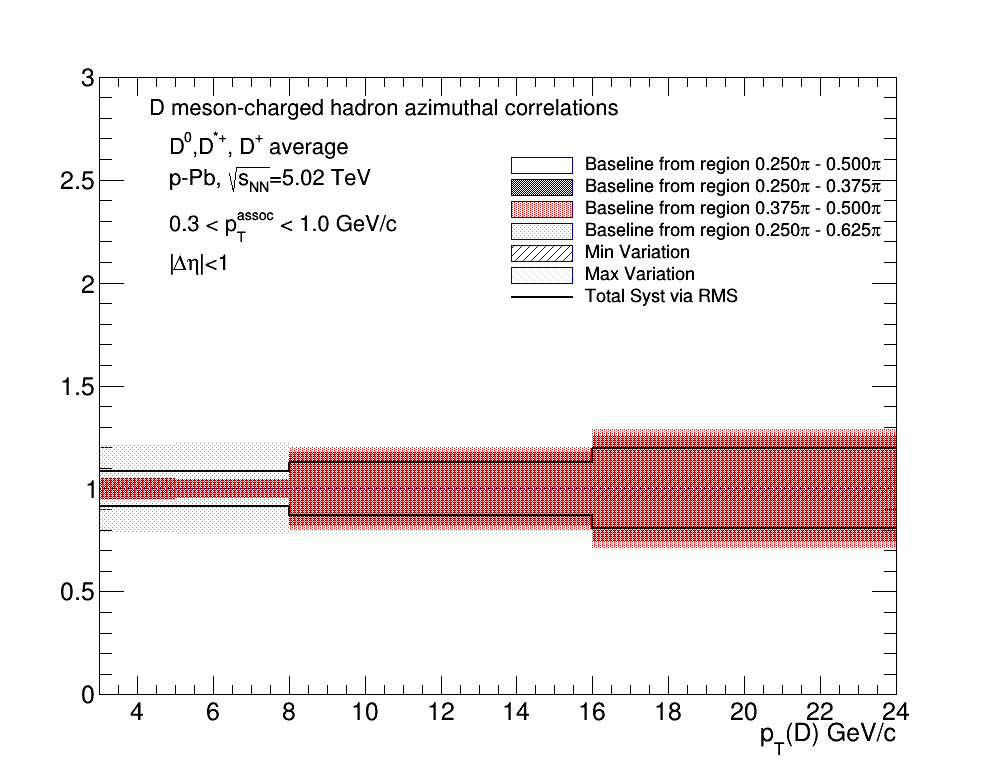 D meson-charged hadron azimuthal correlations
D⁰,D*⁺, D⁺ average
p-Pb, √s_NN=5.02 TeV
0.3 < p_T^assoc < 1.0 GeV/c
|Δη|<1
Baseline from region 0.250π - 0.500π
Baseline from region 0.250π - 0.375π
Baseline from region 0.375π - 0.500π
Baseline from region 0.250π - 0.625π
Min Variation
Max Variation
Total Syst via RMS
3
2.5
2
1.5
1
0.5
0
4 6 8 10 12 14 16 18 20 22 24
p_T(D) GeV/c